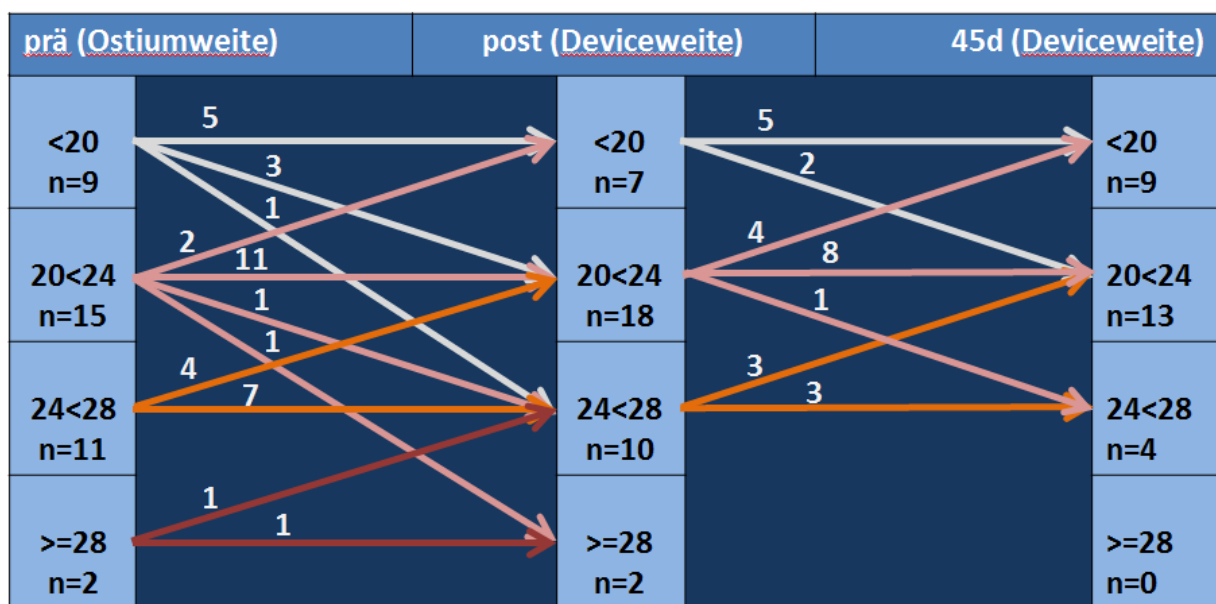 prä (Ostiumweite) post (Deviceweite) 45d (Deviceweite)
5 5
<20 <20 <20
3 2
n=9 n=7 n=9
1
2 4
11 8
20<24 20<24 20<24
1 1
n=15 n=18 n=13
1
4 3
7 3
24<28 24<28 24<28
n=11 n=10 n=4
1
1
>=28 >=28 >=28
n=2 n=2 n=0